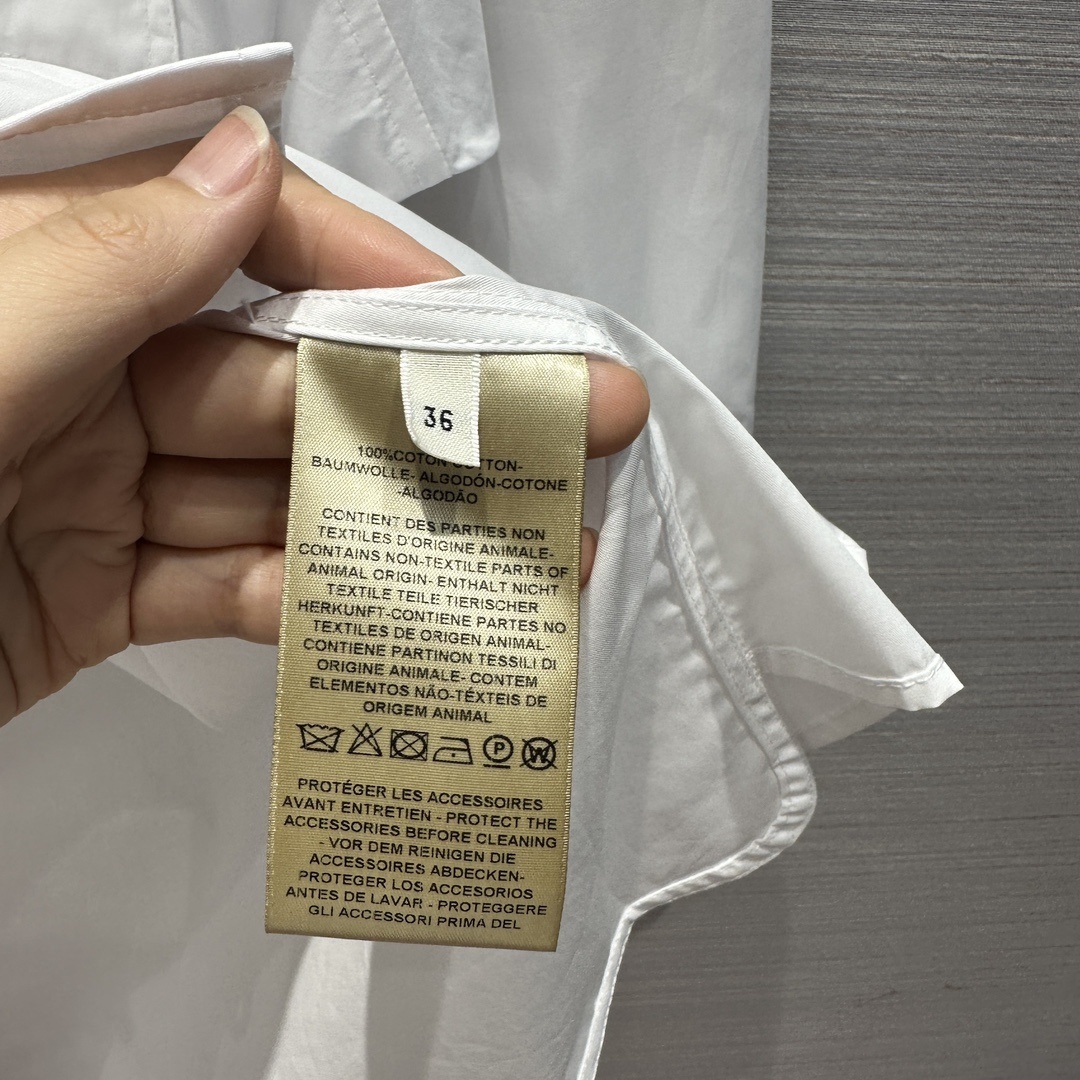 36
100%COTON COTTON-
BAUMWOLLE- ALGODÓN-COTONE
-ALGODÃO
CONTIENT DES PARTIES NON
TEXTILES D'ORIGINE ANIMALE-
CONTAINS NON-TEXTILE PARTS OF
ANIMAL ORIGIN- ENTHALT NICHT
TEXTILE TEILE TIERISCHER
HERKUNFT-CONTIENE PARTES NO
TEXTILES DE ORIGEN ANIMAL-
CONTIENE PARTINON TESSILI DI
ORIGINE ANIMALE- CONTEM
ELEMENTOS NÃO-TÉXTEIS DE
ORIGEM ANIMAL
P W
PROTÉGER LES ACCESSOIRES
AVANT ENTRETIEN - PROTECT THE
ACCESSORIES BEFORE CLEANING
- VOR DEM REINIGEN DIE
ACCESSOIRES ABDECKEN-
PROTEGER LOS ACCESORIOS
ANTES DE LAVAR - PROTEGGERE
GLI ACCESSORI PRIMA DEL